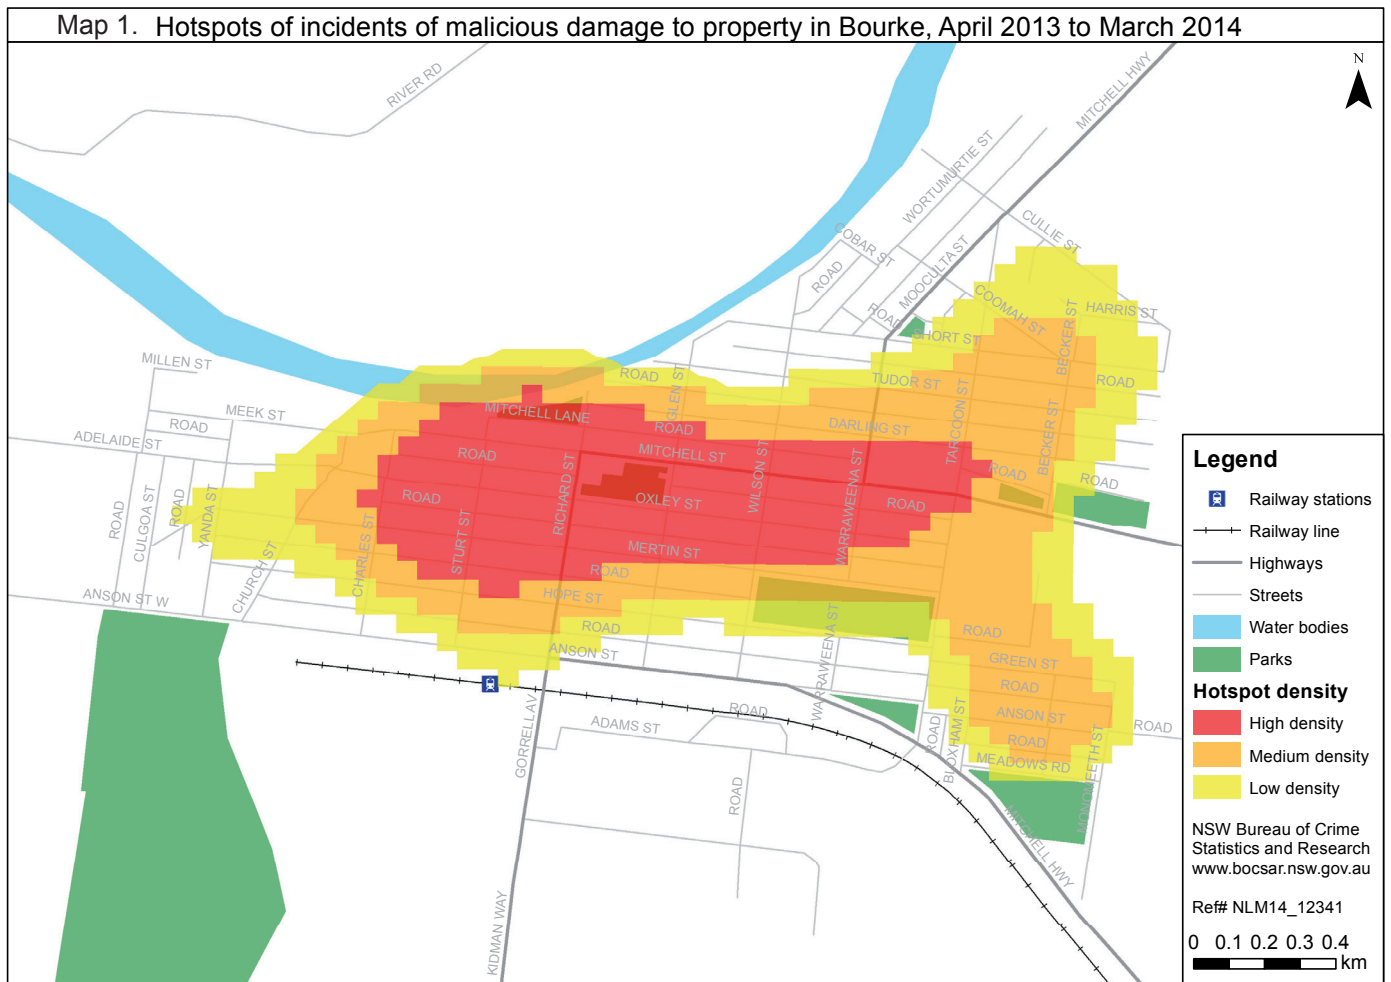 Map 1. Hotspots of incidents of malicious damage to property in Bourke, April 2013 to March 2014
N
RIVER RD
MITCHELL HWY
WORTUMURTIE ST
CULLIE ST
COBAR ST
ROAD
MOOCULTA ST
COOMAH ST
HARRIS ST
ROAD
SHORT ST
BECKER ST
MILLEN ST
ROAD
TUDOR ST
ROAD
GLEN ST
TARCOON ST
MEEK ST
MITCHELL LANE
ROAD
ROAD
DARLING ST
BECKER ST
ADELAIDE ST
ROAD
MITCHELL ST
WILSON ST
ROAD
ROAD
ROAD
ROAD
OXLEY ST
ROAD
ROAD
CULGOA ST
YANDA ST
RICHARD ST
WARRAWEENA ST
STURT ST
CHARLES ST
MERTIN ST
CHURCH ST
ROAD
ANSON ST W
HOPE ST
ROAD
WARRAWEENA ST
ROAD
ANSON ST
GREEN ST
ROAD
ANSON ST
ROAD
ROAD
ADAMS ST
GORRELL AV
ROAD
BLOXHAM ST
ROAD
MEADOWS RD
MONOMEETH ST
ROAD
MITCHELL HWY
KIDMAN WAY
Legend
Railway stations
Railway line
Highways
Streets
Water bodies
Parks
Hotspot density
High density
Medium density
Low density
NSW Bureau of Crime
Statistics and Research
www.bocsar.nsw.gov.au
Ref# NLM14_12341
0 0.1 0.2 0.3 0.4
km